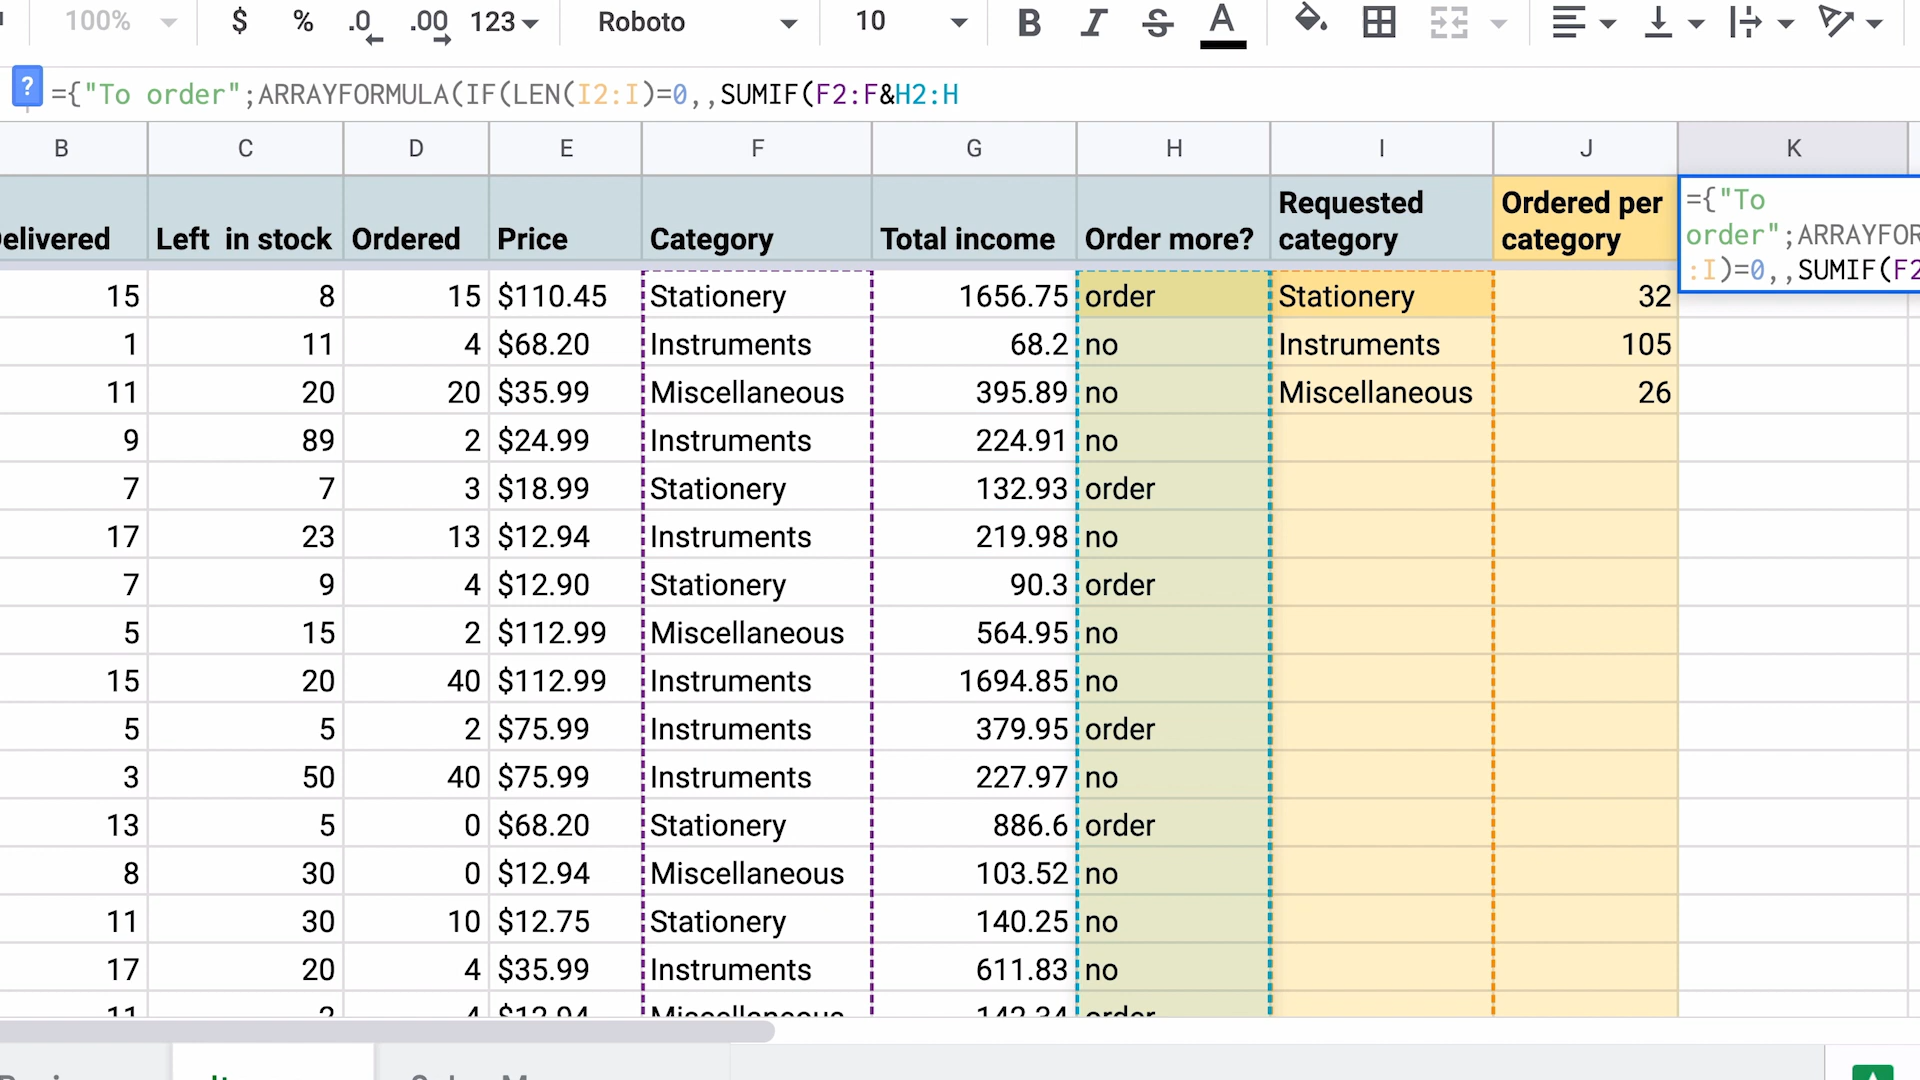 100% $ % .0 .00 123 Roboto 10 B I S A
? ={"To order";ARRAYFORMULA(IF(LEN(I2:I)=0,,SUMIF(F2:F&H2:H
B C D E F G H I J K
elivered Left in stock Ordered Price Category Total income Order more? Requested category Ordered per category ={"To
order";ARRAYFOR
:I)=0,,SUMIF(F2
15 8 15 $110.45 Stationery 1656.75 order Stationery 32
1 11 4 $68.20 Instruments 68.2 no Instruments 105
11 20 20 $35.99 Miscellaneous 395.89 no Miscellaneous 26
9 89 2 $24.99 Instruments 224.91 no
7 7 3 $18.99 Stationery 132.93 order
17 23 13 $12.94 Instruments 219.98 no
7 9 4 $12.90 Stationery 90.3 order
5 15 2 $112.99 Miscellaneous 564.95 no
15 20 40 $112.99 Instruments 1694.85 no
5 5 2 $75.99 Instruments 379.95 order
3 50 40 $75.99 Instruments 227.97 no
13 5 0 $68.20 Stationery 886.6 order
8 30 0 $12.94 Miscellaneous 103.52 no
11 30 10 $12.75 Stationery 140.25 no
17 20 4 $35.99 Instruments 611.83 no
11 2 4 $12.94 Miscellaneous 142.34 order